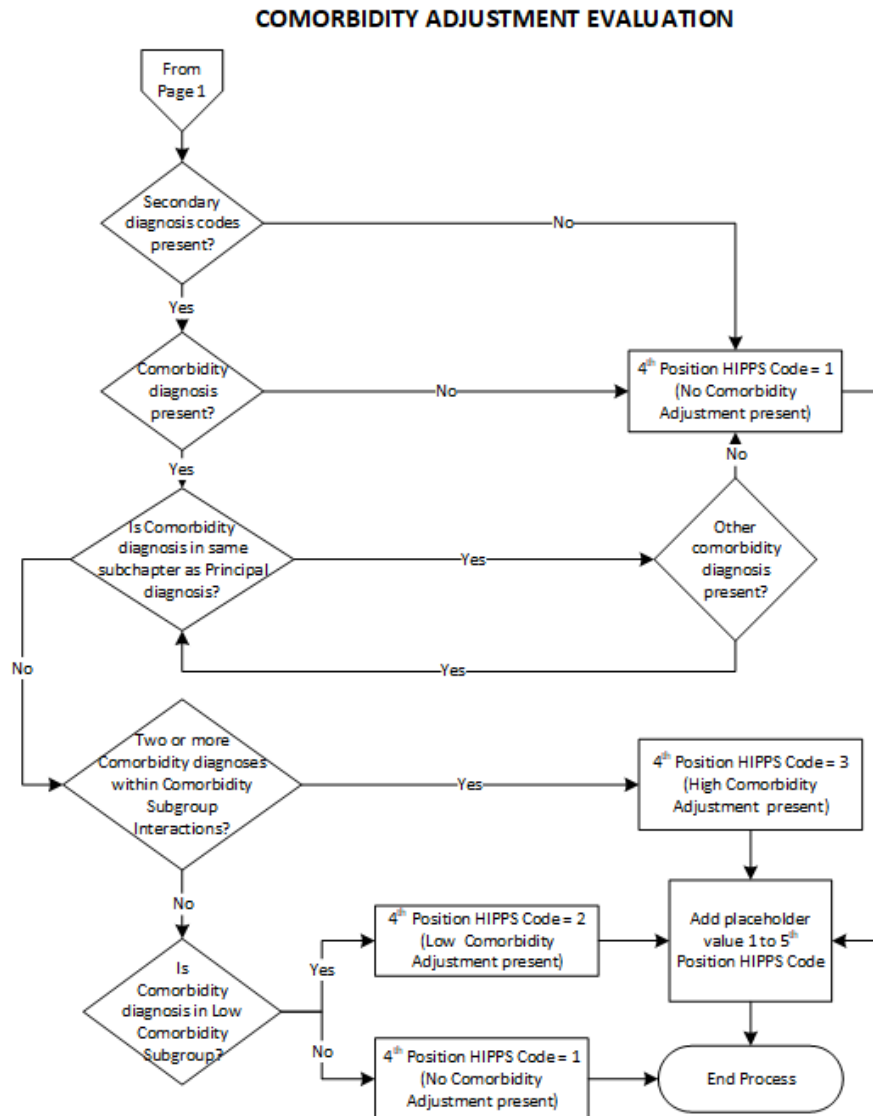 COMORBIDITY ADJUSTMENT EVALUATION
From
Page 1
Secondary
diagnosis codes
present?
No
Yes
Comorbidity
diagnosis
present?
No
4th Position HIPPS Code = 1
(No Comorbidity
Adjustment present)
Yes
No
Is Comorbidity
diagnosis in same
subchapter as Principal
diagnosis?
Yes
Other
comorbidity
diagnosis
present?
No
Yes
Two or more
Comorbidity diagnoses
within Comorbidity
Subgroup
Interactions?
Yes
4th Position HIPPS Code = 3
(High Comorbidity
Adjustment present)
No
4th Position HIPPS Code = 2
(Low Comorbidity
Adjustment present)
Add placeholder
value 1 to 5th
Position HIPPS Code
Is
Comorbidity
diagnosis in Low
Comorbidity
Subgroup?
Yes
No
4th Position HIPPS Code = 1
(No Comorbidity
Adjustment present)
End Process